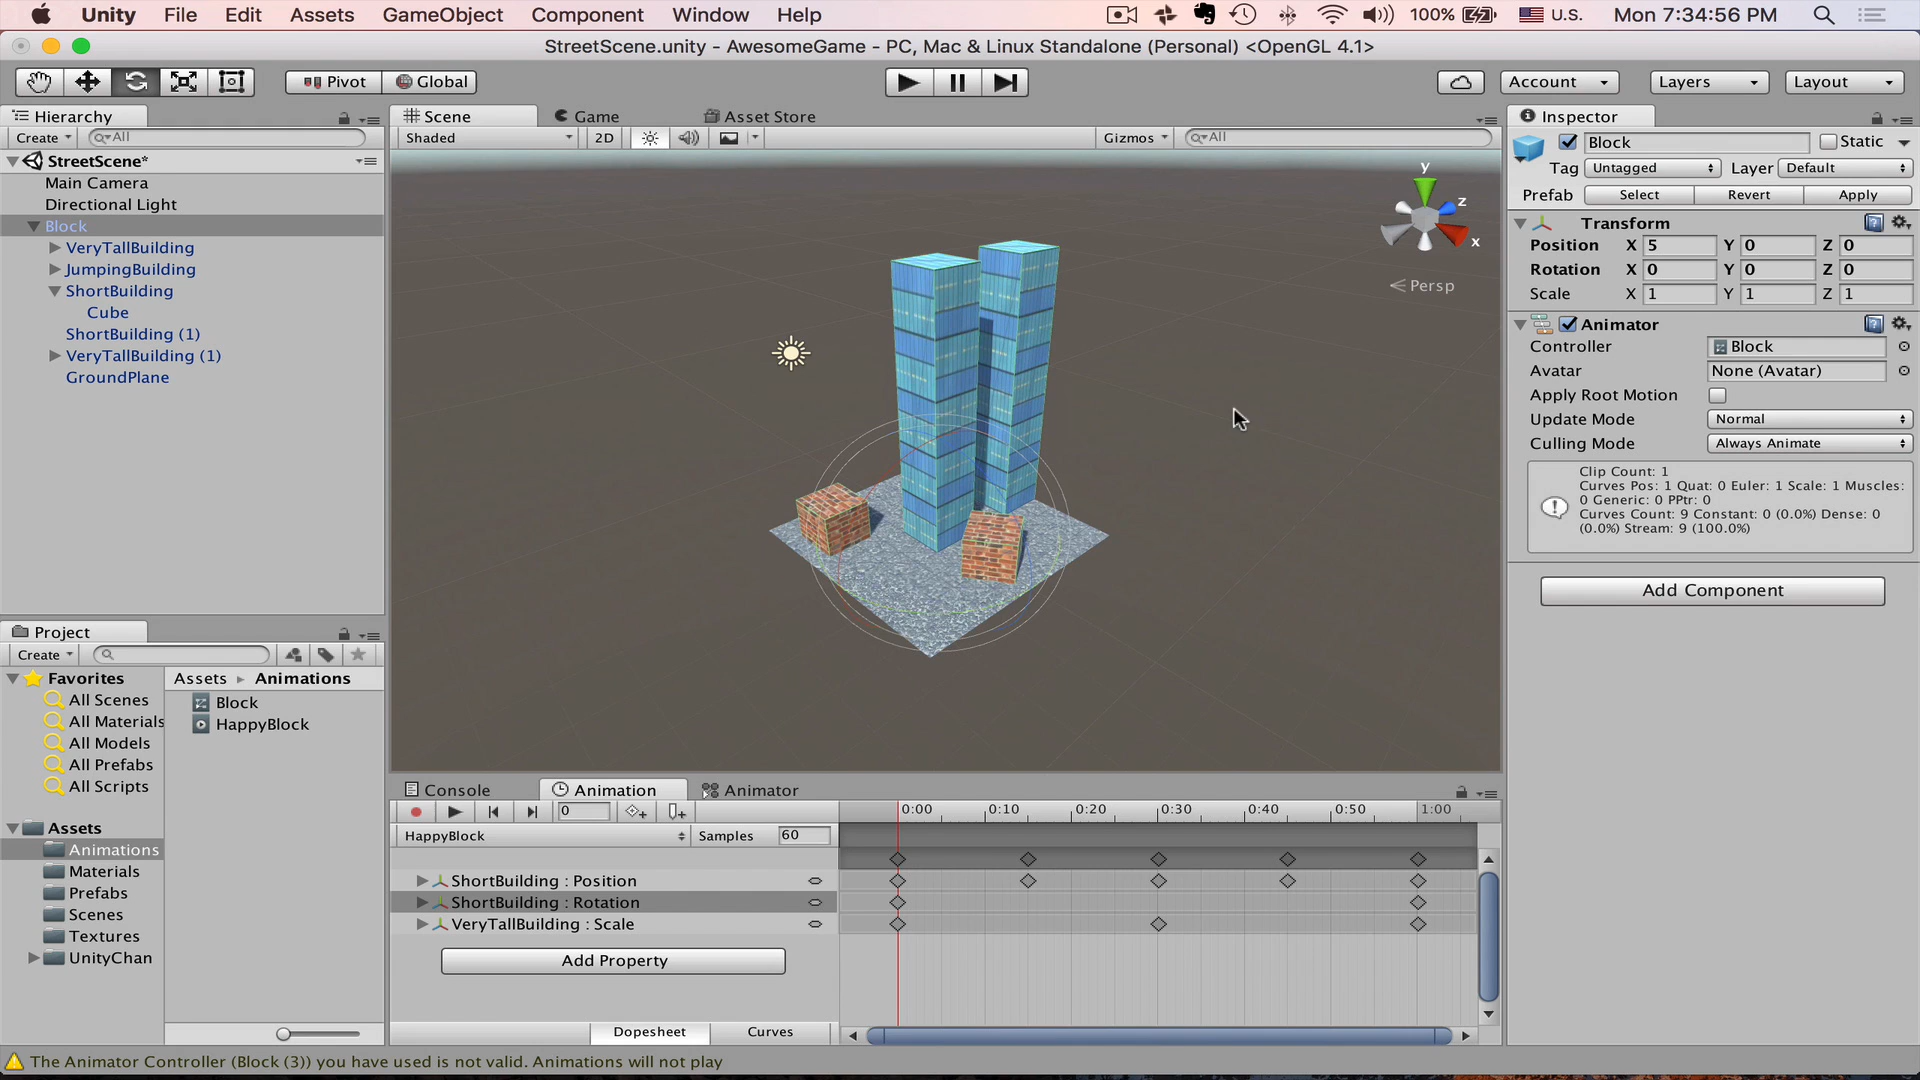 Unity File Edit Assets GameObject Component Window Help 100% U.S. Mon 7:34:56 PM
StreetScene.unity - AwesomeGame - PC, Mac & Linux Standalone (Personal) <OpenGL 4.1>
Pivot Global Account Layers Layout
Hierarchy
Create All
StreetScene*
Main Camera
Directional Light
Block
VeryTallBuilding
JumpingBuilding
ShortBuilding
Cube
ShortBuilding (1)
VeryTallBuilding (1)
GroundPlane
Scene Game Asset Store
Shaded 2D Gizmos All
y
z
x
Persp
Inspector
Block Static
Tag Untagged Layer Default
Prefab Select Revert Apply
Transform
Position X 5 Y 0 Z 0
Rotation X 0 Y 0 Z 0
Scale X 1 Y 1 Z 1
Animator
Controller Block
Avatar None (Avatar)
Apply Root Motion
Update Mode Normal
Culling Mode Always Animate
Clip Count: 1
Curves Pos: 1 Quat: 0 Euler: 1 Scale: 1 Muscles:
0 Generic: 0 PPtr: 0
Curves Count: 9 Constant: 0 (0.0%) Dense: 0
(0.0%) Stream: 9 (100.0%)
Add Component
Project
Create
Favorites
All Scenes
All Materials
All Models
All Prefabs
All Scripts
Assets
Animations
Materials
Prefabs
Scenes
Textures
UnityChan
Assets Animations
Block
HappyBlock
Console Animation Animator
0 0:00 0:10 0:20 0:30 0:40 0:50 1:00
HappyBlock Samples 60
ShortBuilding : Position
ShortBuilding : Rotation
VeryTallBuilding : Scale
Add Property
Dopesheet Curves
The Animator Controller (Block (3)) you have used is not valid. Animations will not play